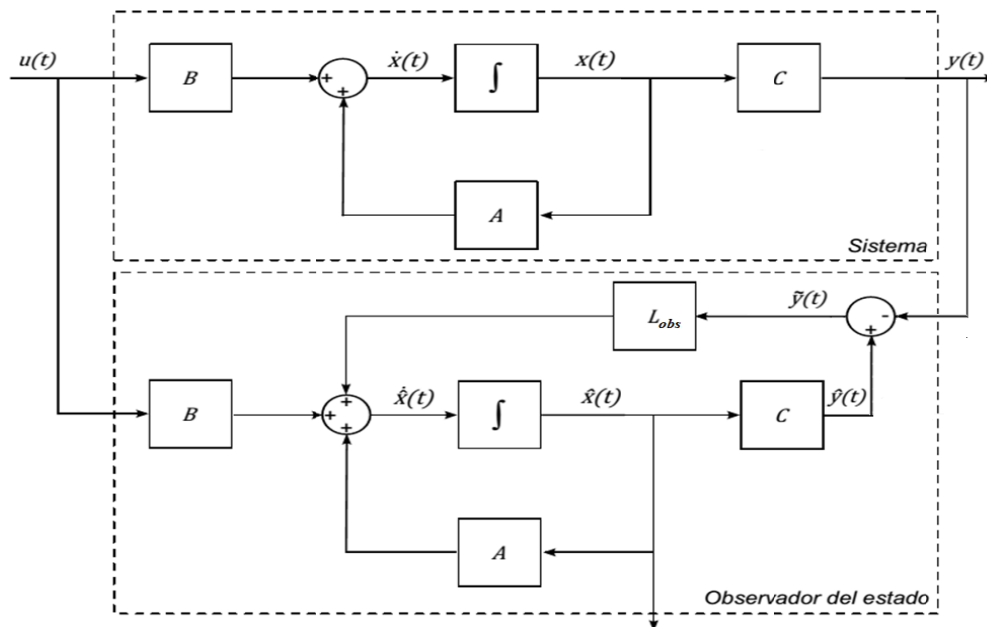 u(t)
B
+
+
ẋ(t)
∫
x(t)
C
y(t)
A
Sistema
L_obs
ỹ(t)
-
+
B
+
+
+
x̂̇(t)
∫
x̂(t)
C
ŷ(t)
A
Observador del estado